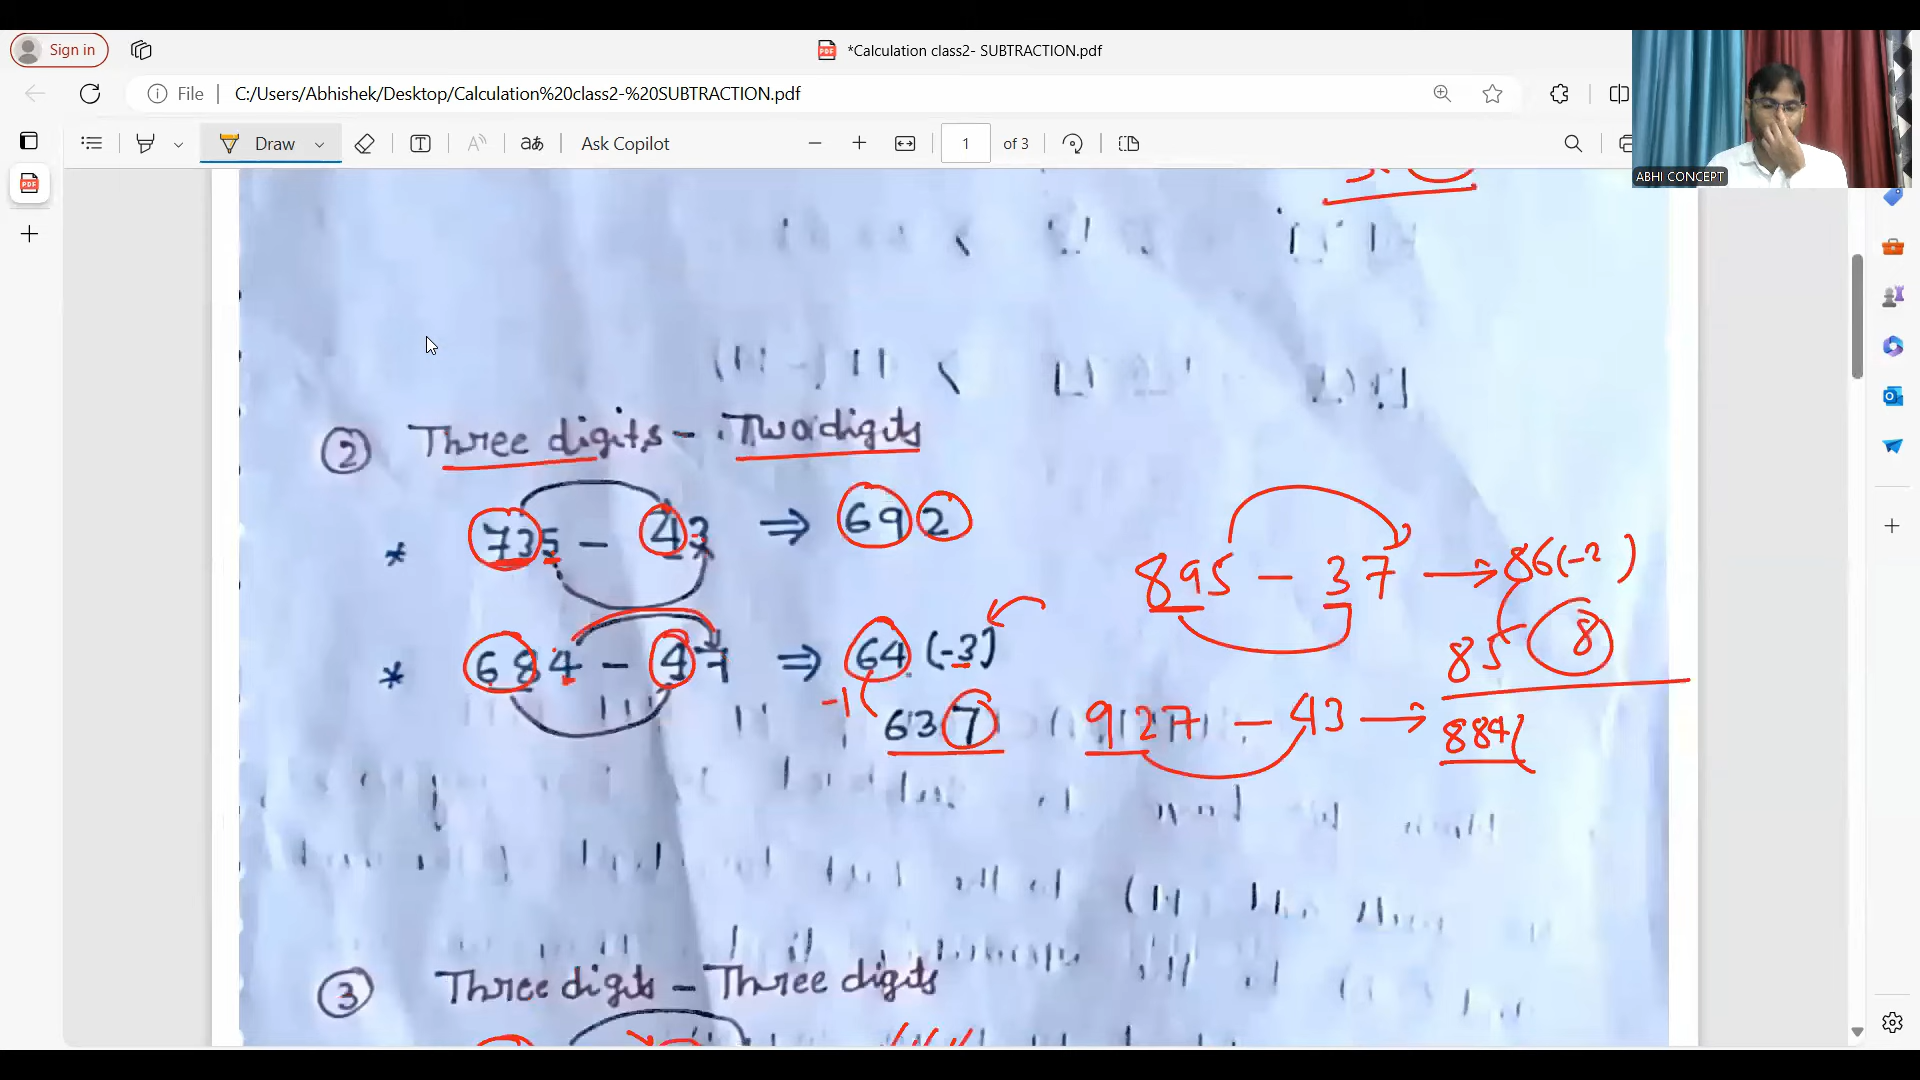 Sign in
*Calculation class2- SUBTRACTION.pdf
File
C:/Users/Abhishek/Desktop/Calculation%20class2-%20SUBTRACTION.pdf
Draw
T
aあ
Ask Copilot
1 of 3
ABHI CONCEPT
② Three digits - Two digits
* 735 - 43 ⇒ 692
895 - 37 → 86(-2)
85 8
* 684 - 47 ⇒ 64 (-3)
-1
637
927 - 43 → 884
③ Three digits - Three digits